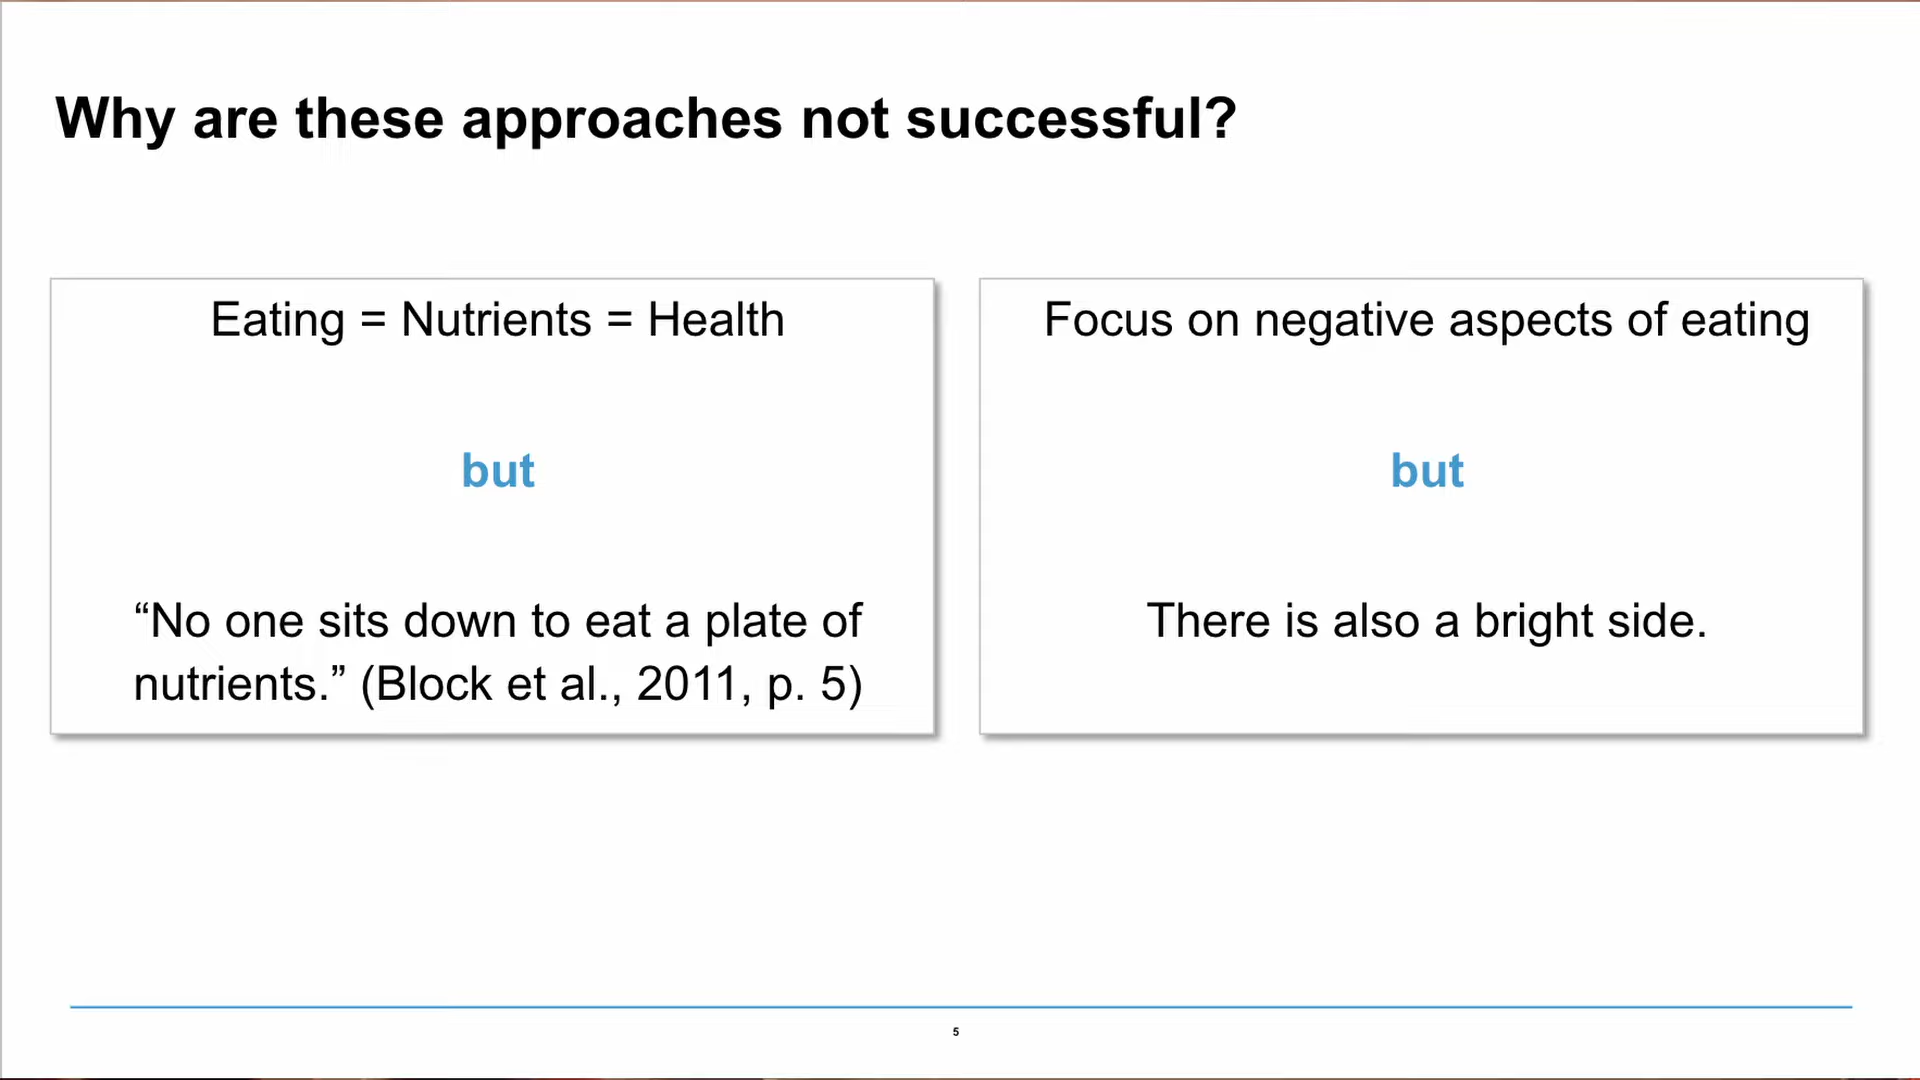 Why are these approaches not successful?
Eating = Nutrients = Health
but
“No one sits down to eat a plate of
nutrients.” (Block et al., 2011, p. 5)
Focus on negative aspects of eating
but
There is also a bright side.
5